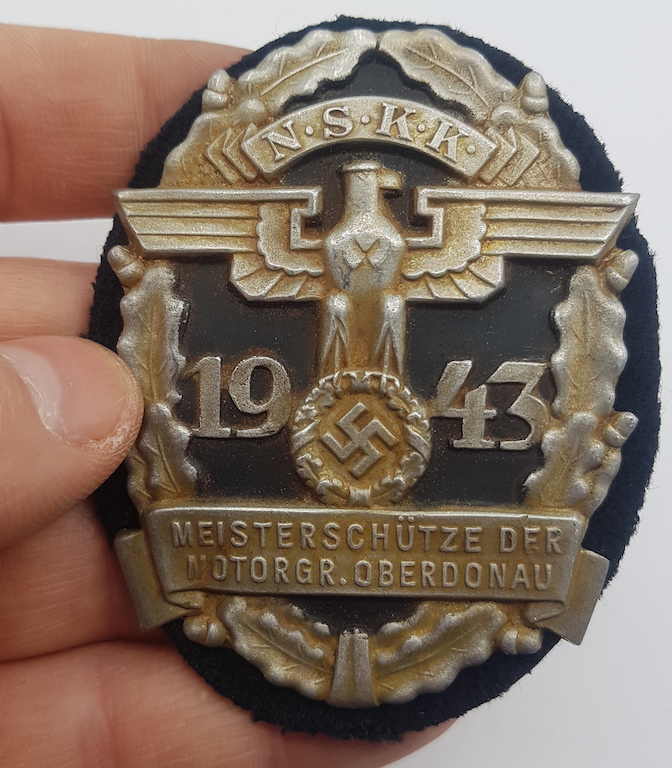 N·S·K·K·
1943
MEISTERSCHÜTZE DER
MOTORGR. OBERDONAU